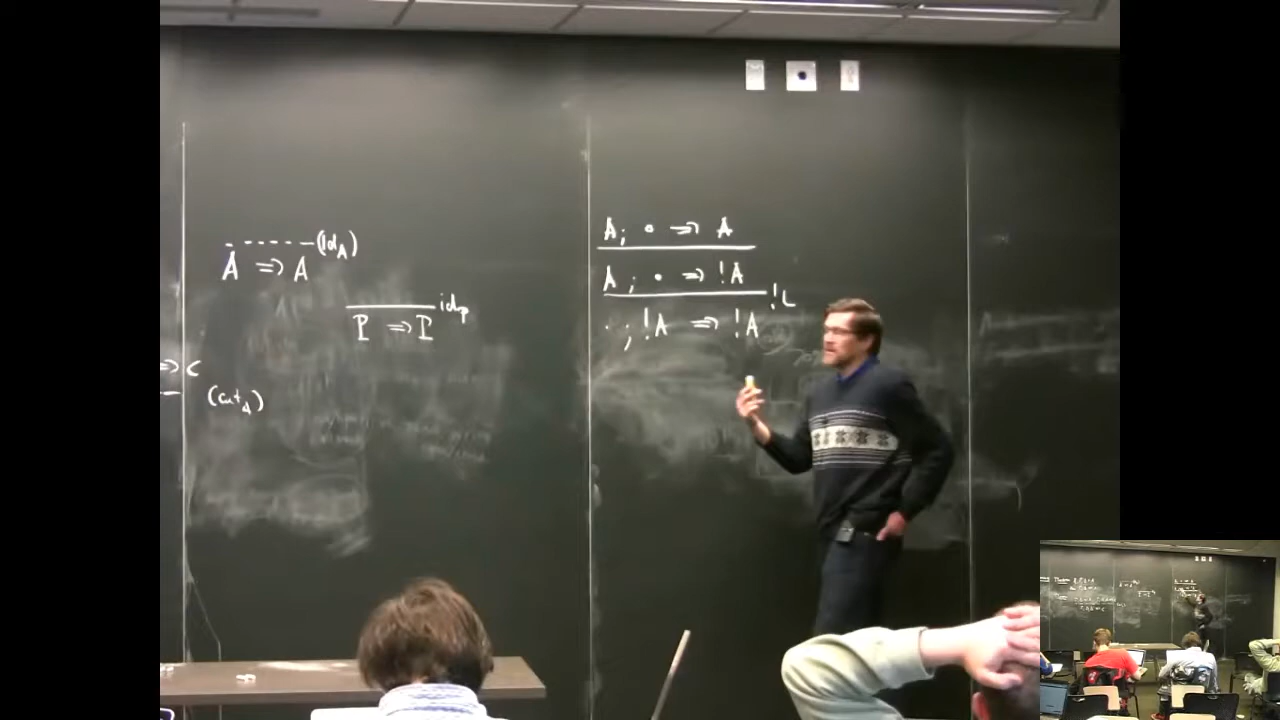 (id_A)
A ⇒ A
id_P
P ⇒ P
⇒ C
(cut_A)
A ; · ⇒ A
A ; · ⇒ !A
!L
· ; !A ⇒ !A